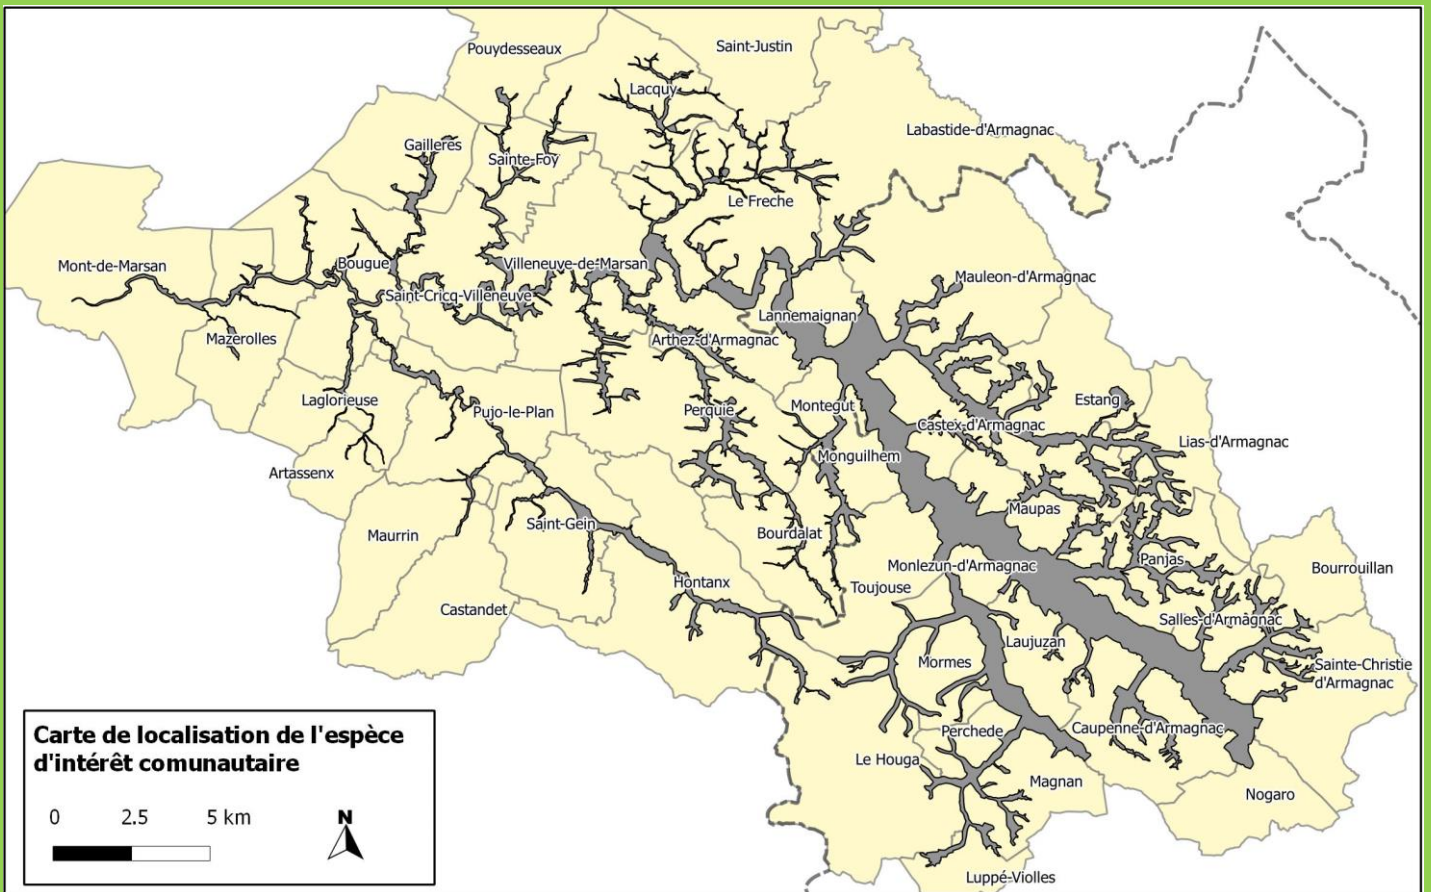 Pouydesseaux
Saint-Justin
Lacquy
Labastide-d'Armagnac
Gailleres
Sainte-Foy
Le Freche
Mont-de-Marsan
Bougue
Villeneuve-de-Marsan
Mauleon-d'Armagnac
Saint-Cricq-Villeneuve
Lannemaignan
Mazerolles
Arthez-d'Armagnac
Laglorieuse
Pujo-le-Plan
Perquie
Montegut
Estang
Castex-d'Armagnac
Lias-d'Armagnac
Monguilhem
Artassenx
Maupas
Saint-Gein
Maurrin
Bourdalat
Panjas
Monlezun-d'Armagnac
Bourrouillan
Hontanx
Toujouse
Castandet
Salles-d'Armagnac
Laujuzan
Mormes
Sainte-Christie
d'Armagnac
Perchede
Caupenne-d'Armagnac
Le Houga
Magnan
Nogaro
Luppé-Violles
Carte de localisation de l'espèce
d'intérêt comunautaire
0 2.5 5 km
N